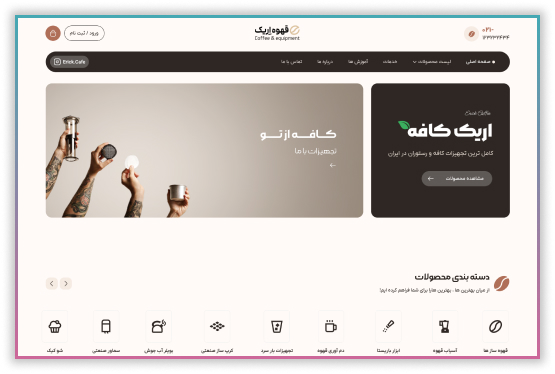 ۰۲۱-
۱۲۳۲۳۴۳۴
قهوه اِریک
Coffee & equipment
ورود / ثبت نام
صفحه اصلی
لیست محصولات
خدمات
آموزش ها
درباره ما
تماس با ما
Erick.Cafe
Erick Coffee
اریک کافه
کامل ترین تجهیزات کافه و رستوران در ایران
مشاهده محصولات
کافه از تو
تجهیزات با ما
دسته بندی محصولات
از میان بهترین ها ، بهترین هارا برای شما فراهم کرده ایم!
قهوه ساز ها
آسیاب قهوه
ابزار باریستا
دم آوری قهوه
تجهیزات بار سرد
کرپ ساز صنعتی
بویلر آب جوش
سماور صنعتی
شو کیک